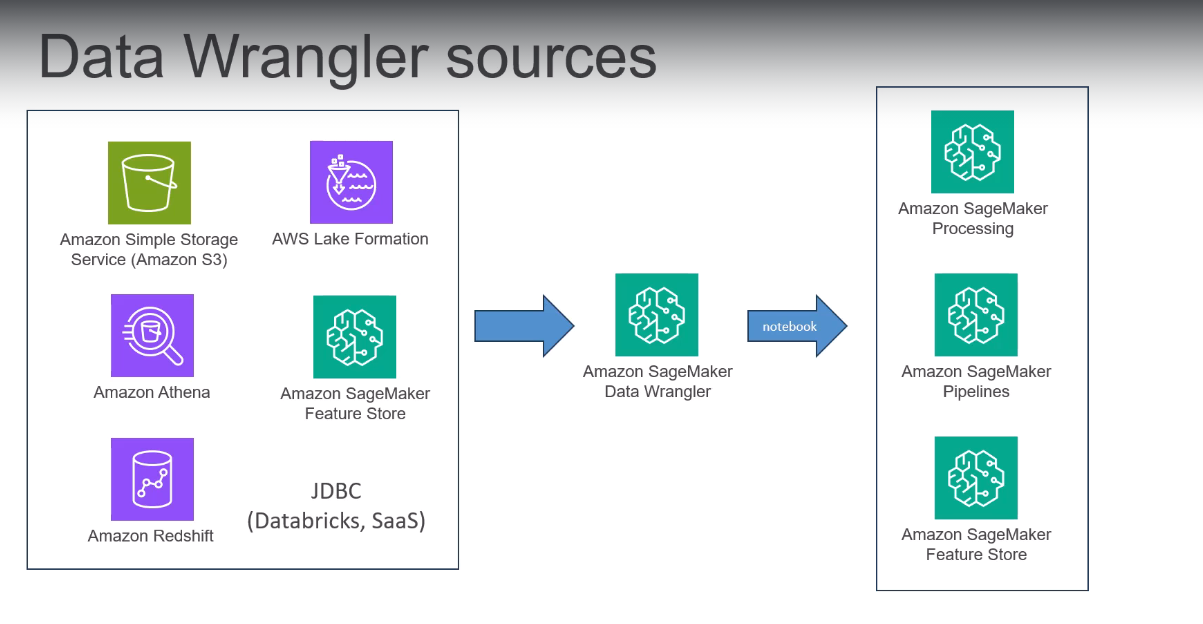 Data Wrangler sources
Amazon Simple Storage
Service (Amazon S3)
AWS Lake Formation
Amazon Athena
Amazon SageMaker
Feature Store
Amazon Redshift
JDBC
(Databricks, SaaS)
Amazon SageMaker
Data Wrangler
notebook
Amazon SageMaker
Processing
Amazon SageMaker
Pipelines
Amazon SageMaker
Feature Store